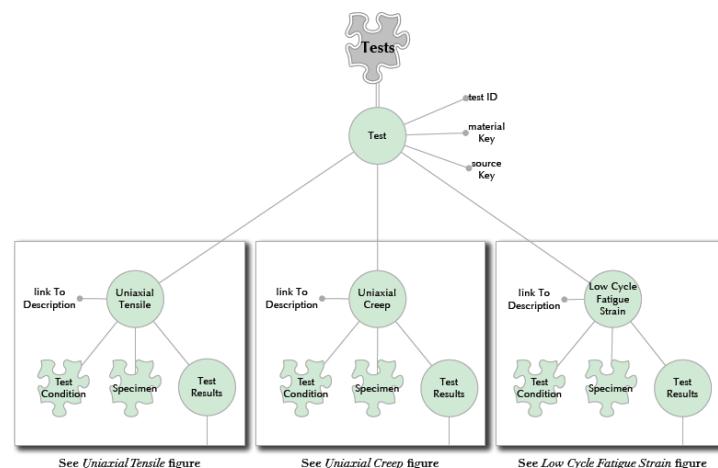 Tests
test ID
Test
material
Key
source
Key
link To
Description
Uniaxial
Tensile
Test
Condition
Specimen
Test
Results
link To
Description
Uniaxial
Creep
Test
Condition
Specimen
Test
Results
link To
Description
Low Cycle
Fatigue
Strain
Test
Condition
Specimen
Test
Results
See Uniaxial Tensile figure
See Uniaxial Creep figure
See Low Cycle Fatigue Strain figure